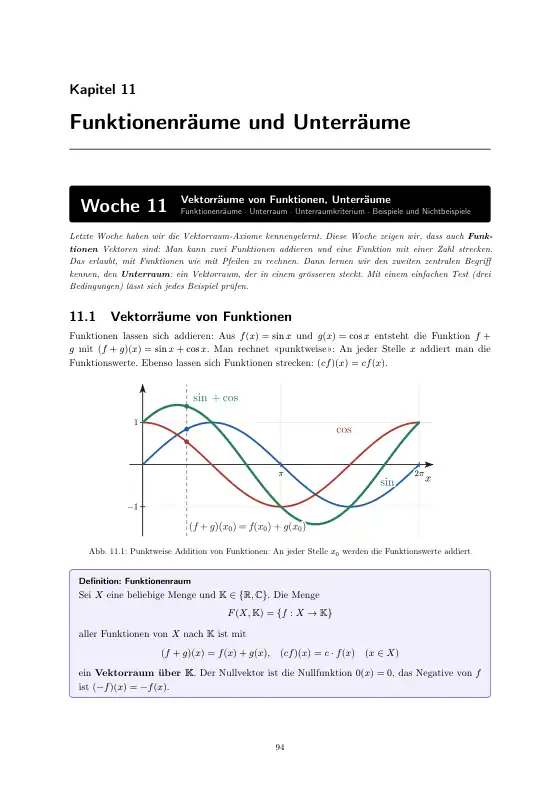 Kapitel 11
Funktionenräume und Unterräume
Woche 11
Vektorräume von Funktionen, Unterräume
Funktionenräume · Unterraum · Unterraumkriterium · Beispiele und Nichtbeispiele
Letzte Woche haben wir die Vektorraum-Axiome kennengelernt. Diese Woche zeigen wir, dass auch Funk-
tionen Vektoren sind: Man kann zwei Funktionen addieren und eine Funktion mit einer Zahl strecken.
Das erlaubt, mit Funktionen wie mit Pfeilen zu rechnen. Dann lernen wir den zweiten zentralen Begriff
kennen, den Unterraum: ein Vektorraum, der in einem grösseren steckt. Mit einem einfachen Test (drei
Bedingungen) lässt sich jedes Beispiel prüfen.
11.1 Vektorräume von Funktionen
Funktionen lassen sich addieren: Aus f(x) = sin x und g(x) = cos x entsteht die Funktion f +
g mit (f + g)(x) = sin x + cos x. Man rechnet «punktweise»: An jeder Stelle x addiert man die
Funktionswerte. Ebenso lassen sich Funktionen strecken: (cf)(x) = cf(x).
sin + cos
1
cos
π
2π
x
sin
−1
(f + g)(x₀) = f(x₀) + g(x₀)
Abb. 11.1: Punktweise Addition von Funktionen: An jeder Stelle x₀ werden die Funktionswerte addiert.
Definition: Funktionenraum
Sei X eine beliebige Menge und 𝕂 ∈ {ℝ, ℂ}. Die Menge
F(X, 𝕂) = {f : X → 𝕂}
aller Funktionen von X nach 𝕂 ist mit
(f + g)(x) = f(x) + g(x), (cf)(x) = c · f(x) (x ∈ X)
ein Vektorraum über 𝕂. Der Nullvektor ist die Nullfunktion 0(x) = 0, das Negative von f
ist (−f)(x) = −f(x).
94